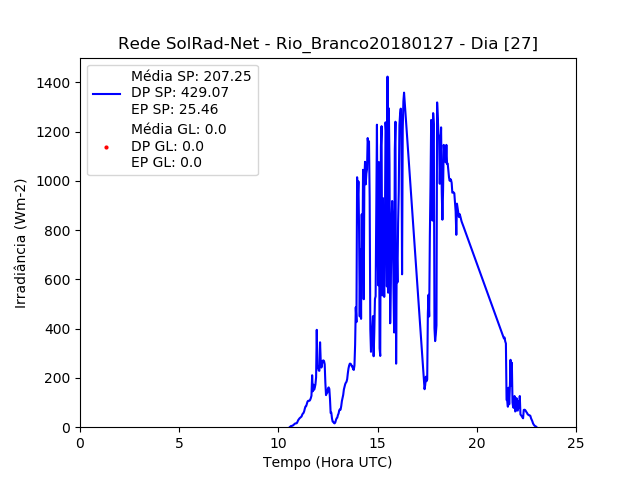 Rede SolRad-Net - Rio_Branco20180127 - Dia [27]
Média SP: 207.25
DP SP: 429.07
EP SP: 25.46
Média GL: 0.0
DP GL: 0.0
EP GL: 0.0
Irradiância (Wm-2)
1400
1200
1000
800
600
400
200
0
0 5 10 15 20 25
Tempo (Hora UTC)